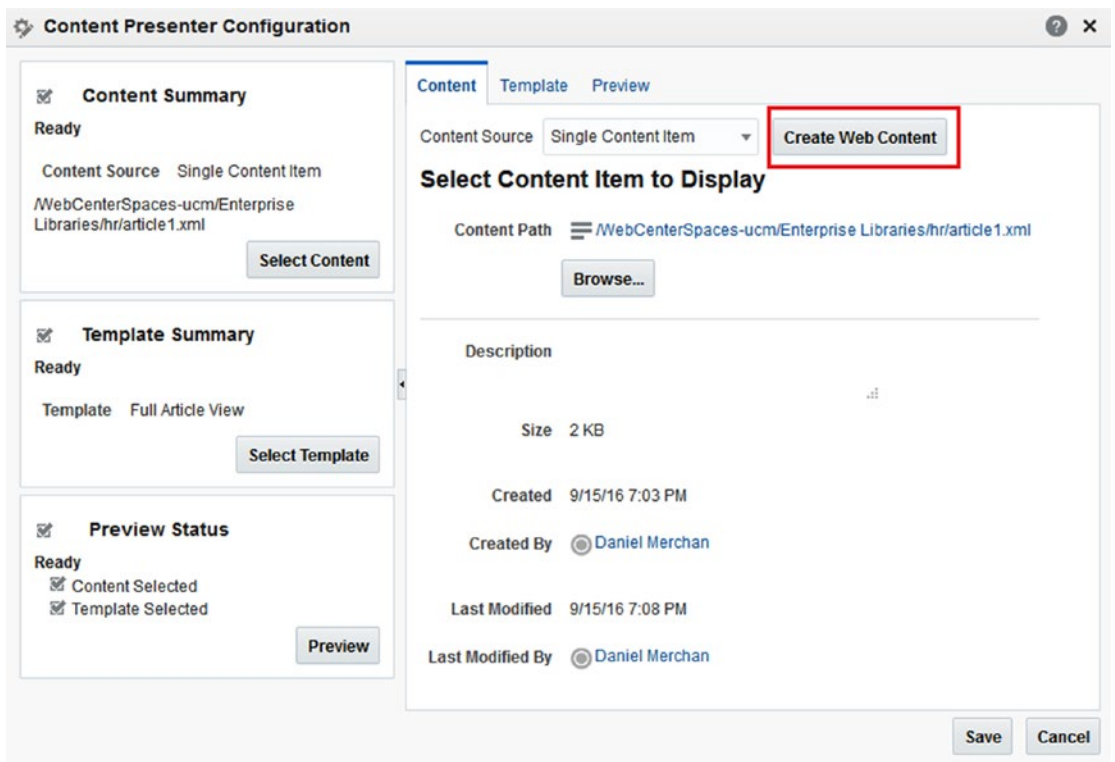 Content Presenter Configuration
Content Summary
Ready
Content Source Single Content Item
/WebCenterSpaces-ucm/Enterprise
Libraries/hr/article1.xml
Select Content
Template Summary
Ready
Template Full Article View
Select Template
Preview Status
Ready
Content Selected
Template Selected
Preview
Content Template Preview
Content Source Single Content Item Create Web Content
Select Content Item to Display
Content Path /WebCenterSpaces-ucm/Enterprise Libraries/hr/article1.xml
Browse...
Description
Size 2 KB
Created 9/15/16 7:03 PM
Created By Daniel Merchan
Last Modified 9/15/16 7:08 PM
Last Modified By Daniel Merchan
Save Cancel